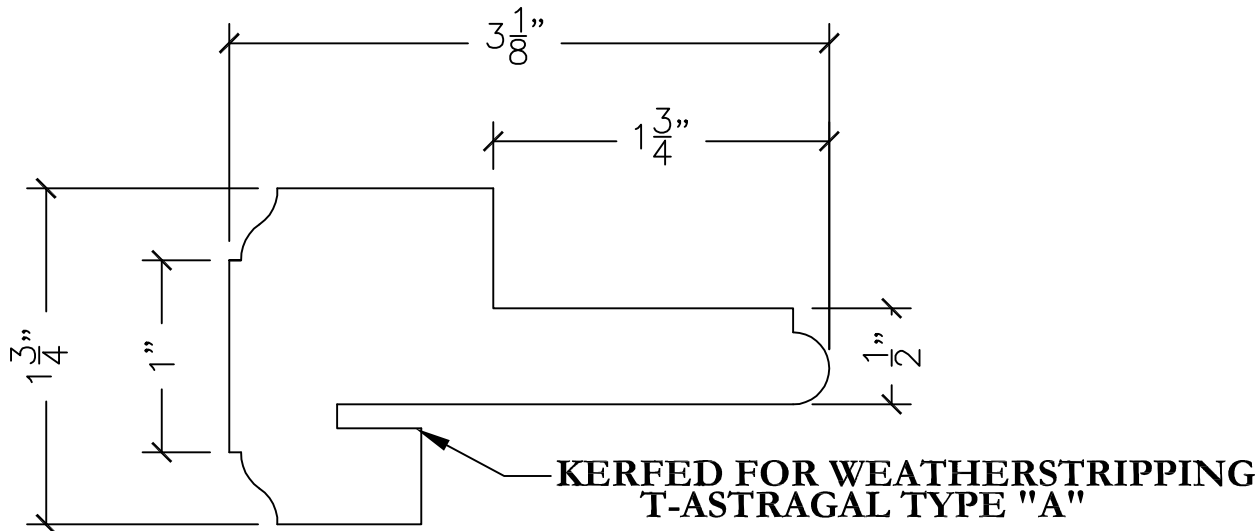 3 1/8”
1 3/4”
1 3/4”
1”
1/2”
KERFED FOR WEATHERSTRIPPING
T-ASTRAGAL TYPE "A"